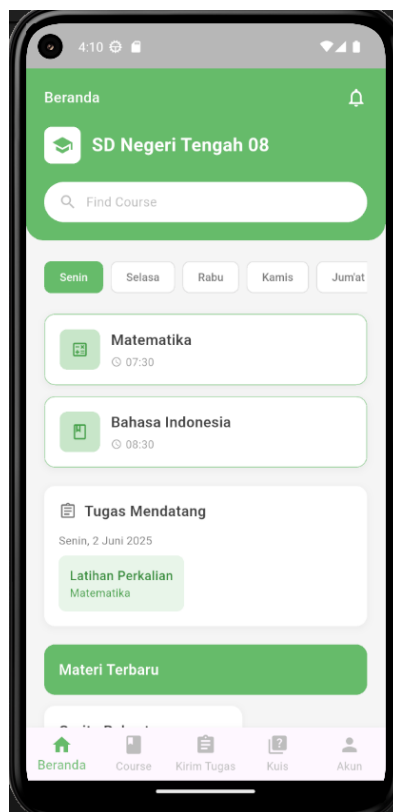 4:10
Beranda
SD Negeri Tengah 08
Find Course
Senin Selasa Rabu Kamis Jum'at
Matematika
07:30
Bahasa Indonesia
08:30
Tugas Mendatang
Senin, 2 Juni 2025
Latihan Perkalian
Matematika
Materi Terbaru
Beranda Course Kirim Tugas Kuis Akun